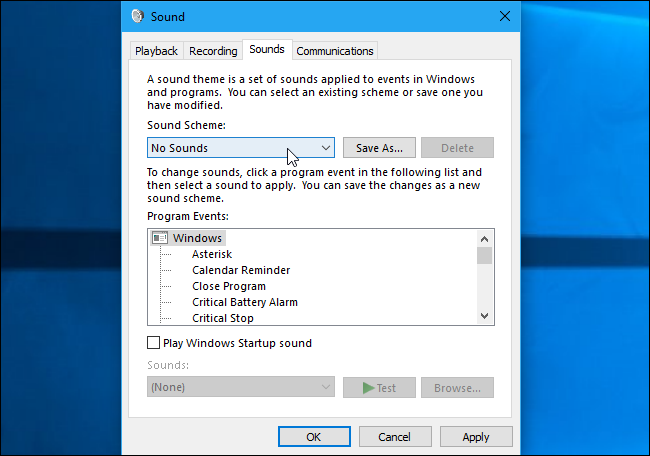 Sound
Playback Recording Sounds Communications
A sound theme is a set of sounds applied to events in Windows
and programs. You can select an existing scheme or save one you
have modified.
Sound Scheme:
No Sounds Save As... Delete
To change sounds, click a program event in the following list and
then select a sound to apply. You can save the changes as a new
sound scheme.
Program Events:
Windows
Asterisk
Calendar Reminder
Close Program
Critical Battery Alarm
Critical Stop
Play Windows Startup sound
Sounds:
(None) Test Browse...
OK Cancel Apply